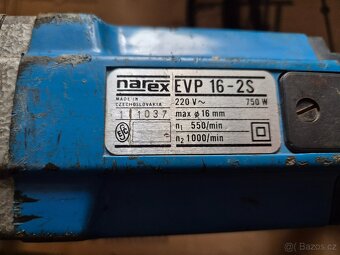 narex EVP 16-2S
MADE IN
CZECHOSLOVAKIA
220 V~ 750 W
111037
max ø 16 mm
n₁ 550/min
n₂ 1000/min
Bazoš.cz